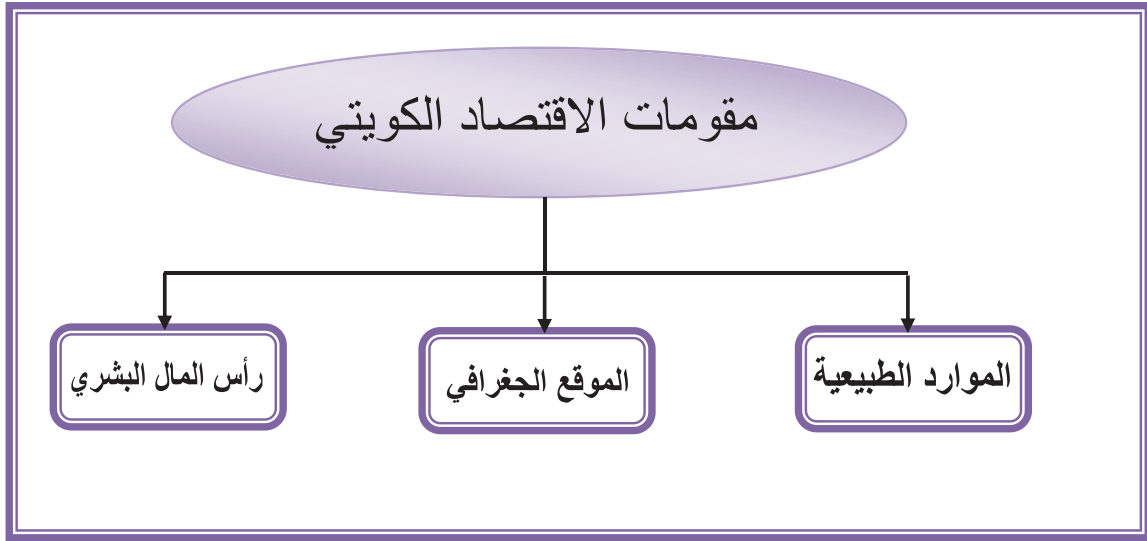 مقومات الاقتصاد الكويتي
الموارد الطبيعية
الموقع الجغرافي
رأس المال البشري